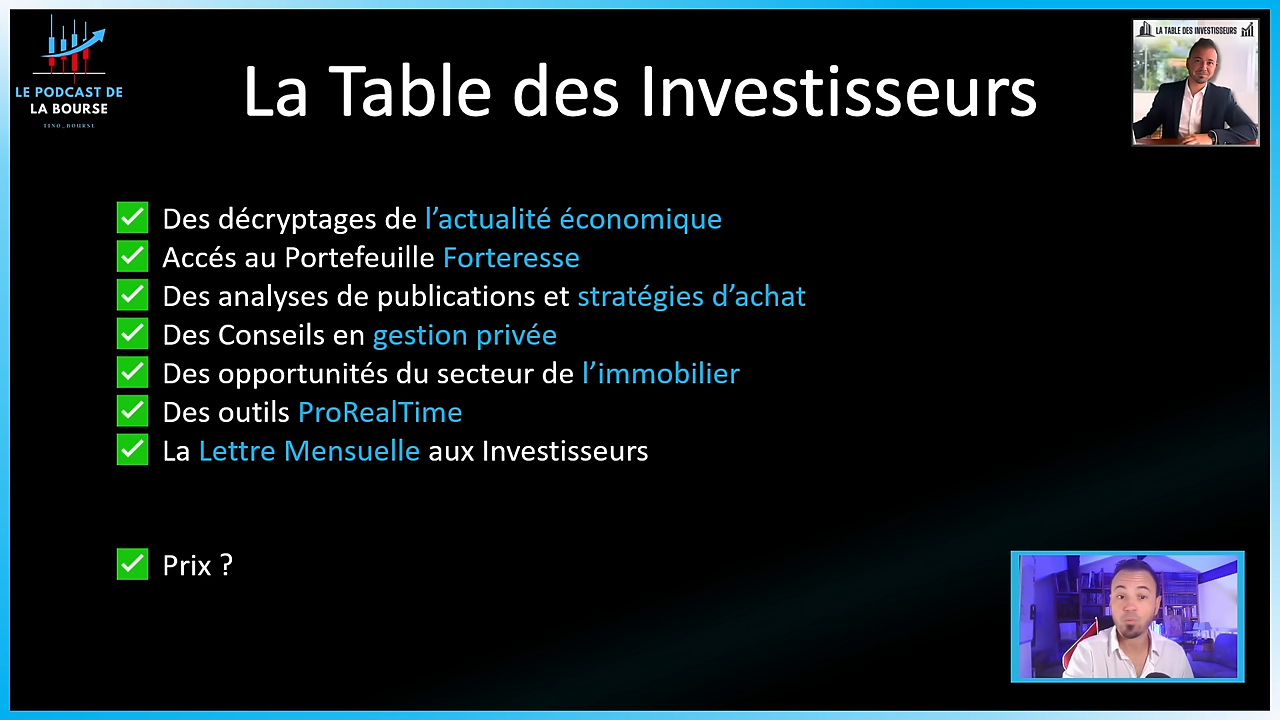 LE PODCAST DE
LA BOURSE
TINO_BOURSE
La Table des Investisseurs
LA TABLE DES INVESTISSEURS
Des décryptages de l’actualité économique
Accés au Portefeuille Forteresse
Des analyses de publications et stratégies d’achat
Des Conseils en gestion privée
Des opportunités du secteur de l’immobilier
Des outils ProRealTime
La Lettre Mensuelle aux Investisseurs
Prix ?